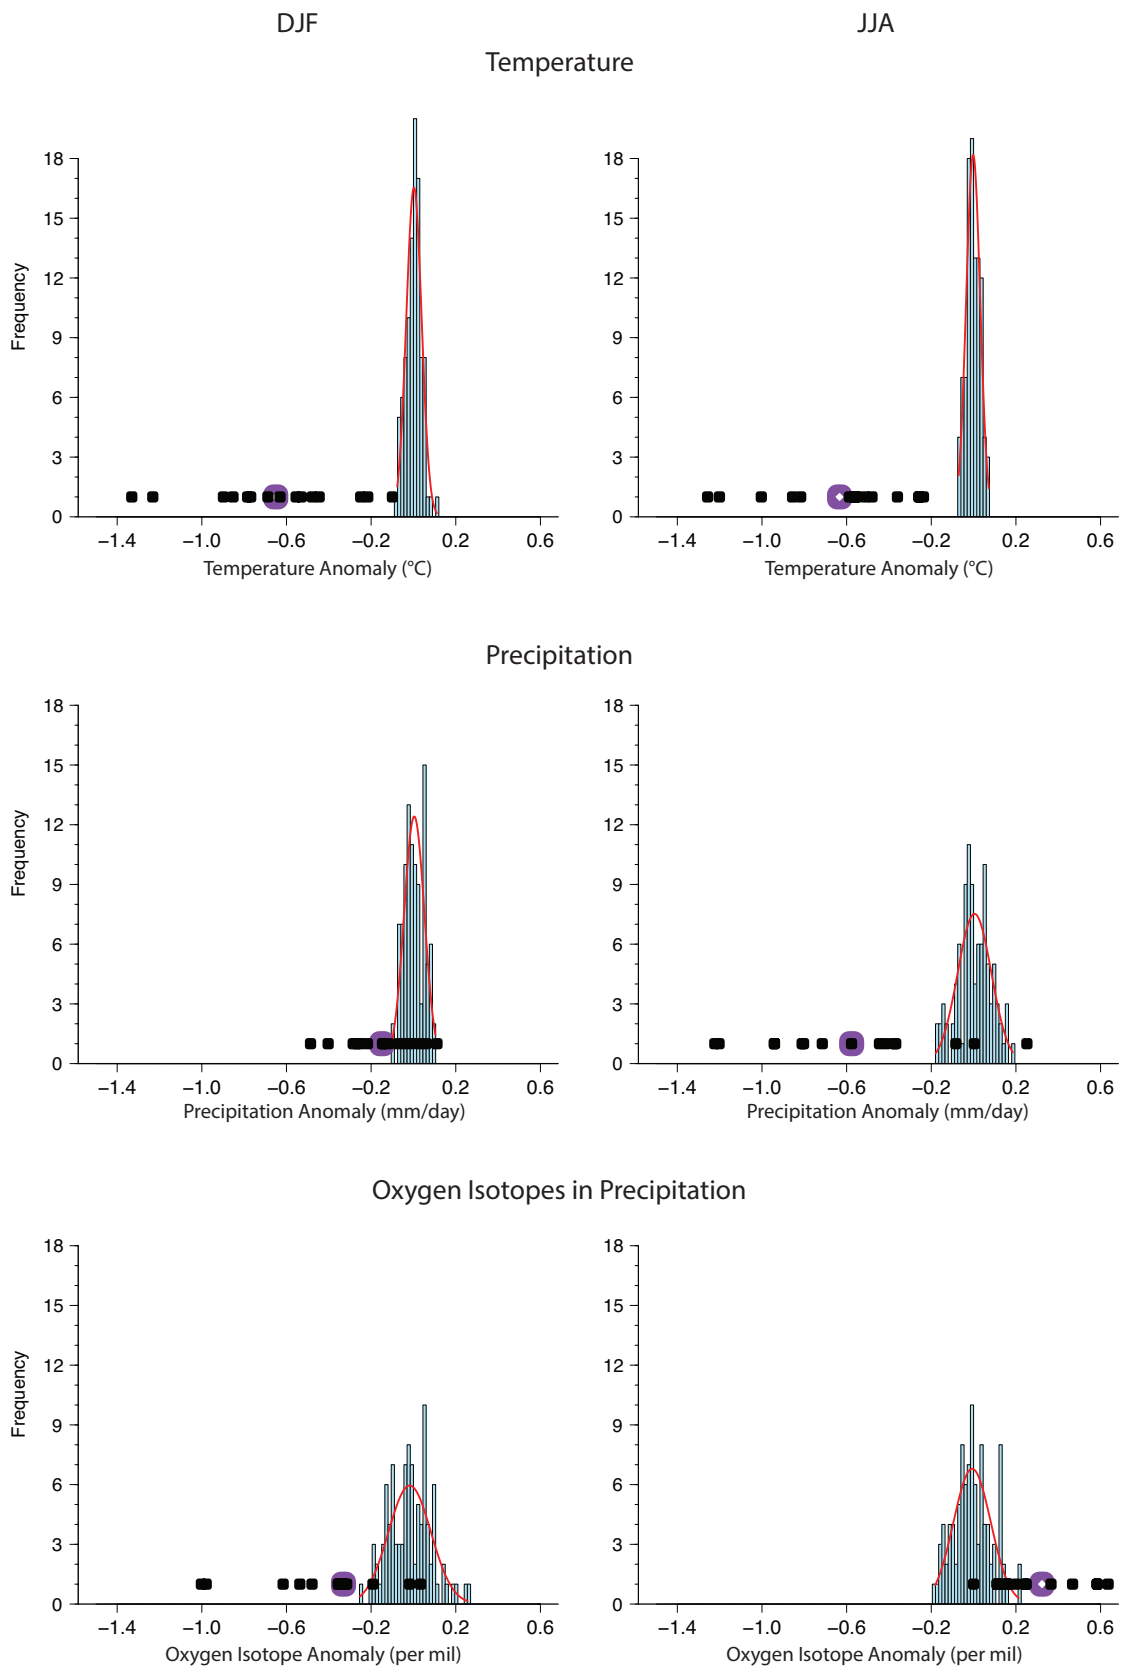 DJF JJA
Temperature
Frequency
18 15 12 9 6 3 0
−1.4 −1.0 −0.6 −0.2 0.2 0.6
Temperature Anomaly (°C)
18 15 12 9 6 3 0
−1.4 −1.0 −0.6 −0.2 0.2 0.6
Temperature Anomaly (°C)
Precipitation
Frequency
18 15 12 9 6 3 0
−1.4 −1.0 −0.6 −0.2 0.2 0.6
Precipitation Anomaly (mm/day)
18 15 12 9 6 3 0
−1.4 −1.0 −0.6 −0.2 0.2 0.6
Precipitation Anomaly (mm/day)
Oxygen Isotopes in Precipitation
Frequency
18 15 12 9 6 3 0
−1.4 −1.0 −0.6 −0.2 0.2 0.6
Oxygen Isotope Anomaly (per mil)
18 15 12 9 6 3 0
−1.4 −1.0 −0.6 −0.2 0.2 0.6
Oxygen Isotope Anomaly (per mil)